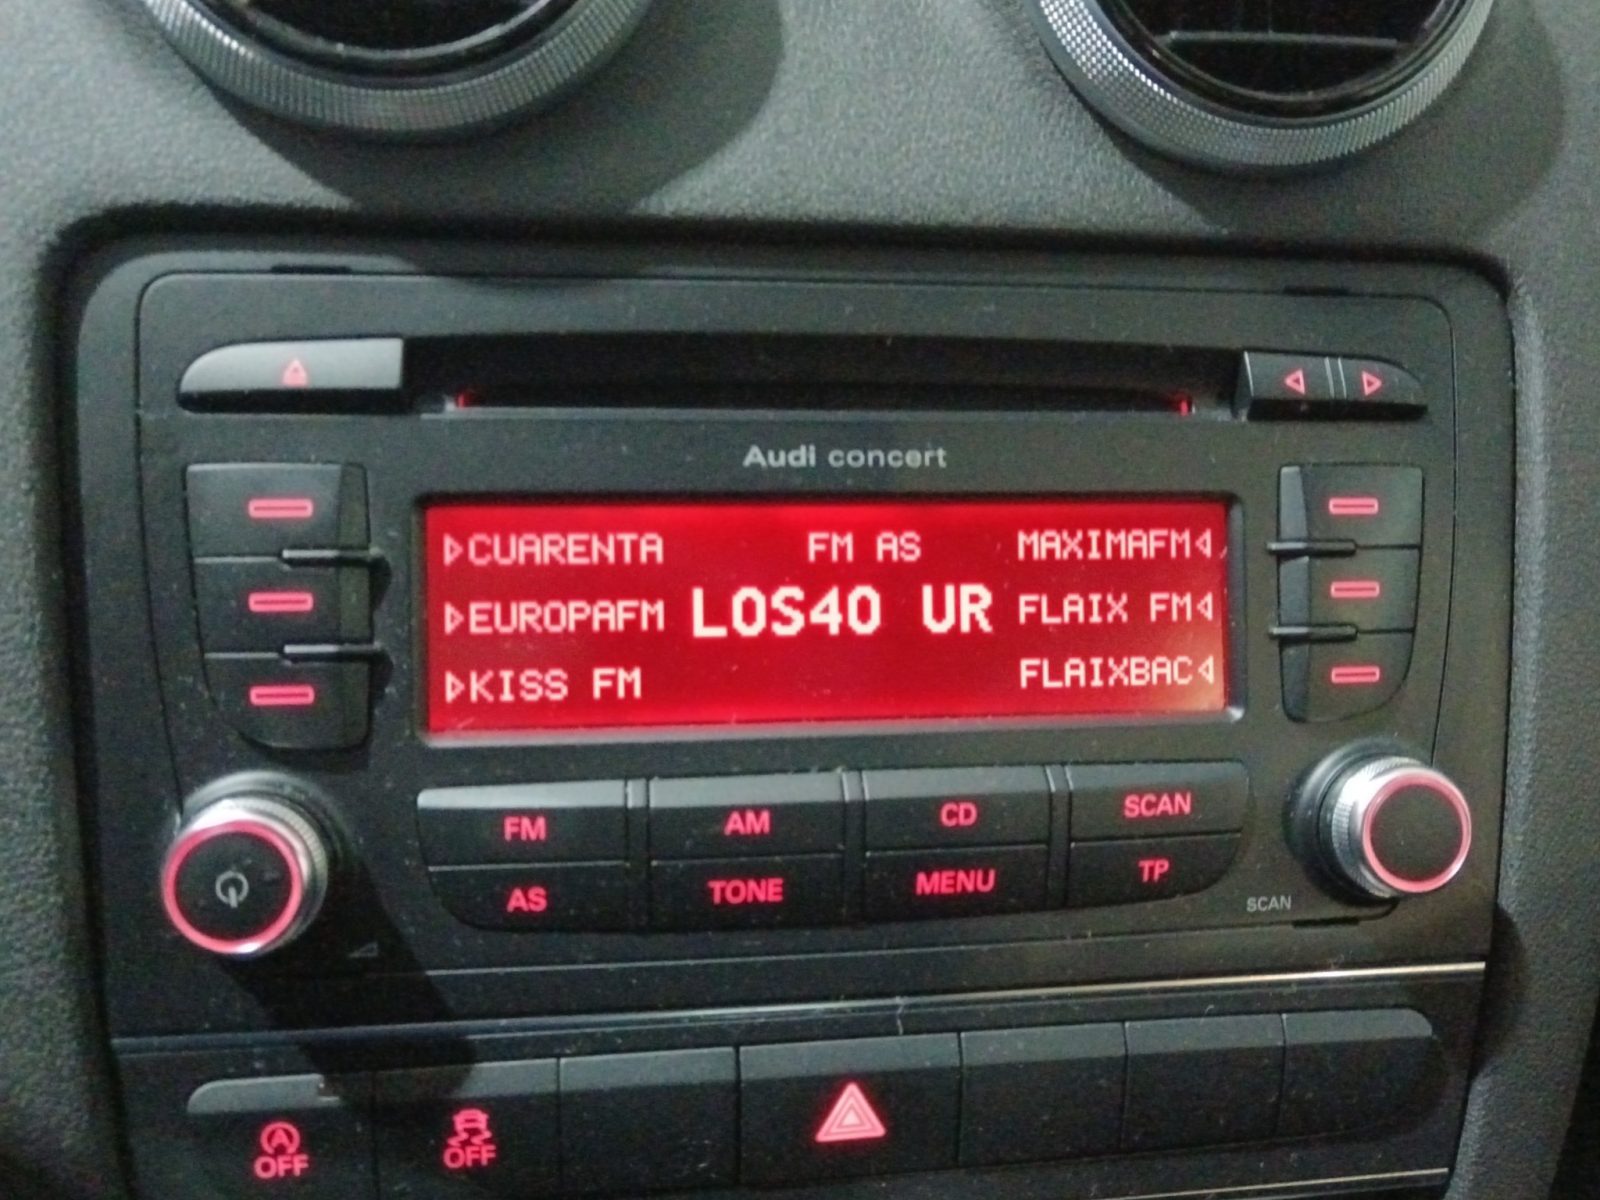 Audi concert
CUARENTA FM AS MAXIMAFM
EUROPAFM LOS40 UR FLAIX FM
KISS FM FLAIXBAC
FM AM CD SCAN
AS TONE MENU TP
SCAN
A
OFF OFF